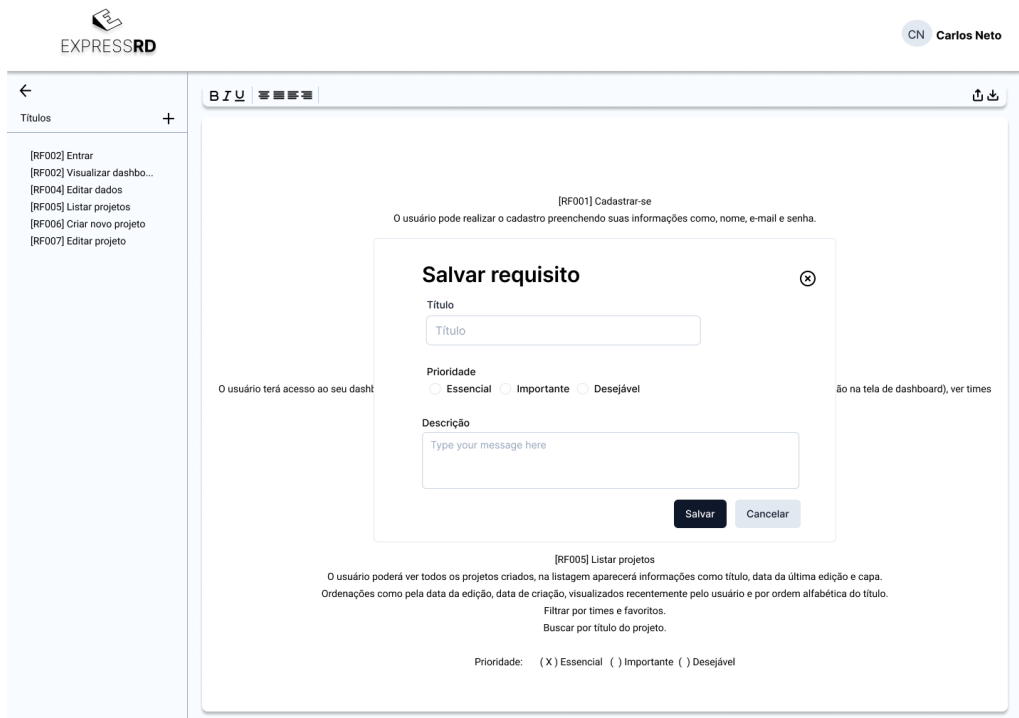 EXPRESSRD
CN Carlos Neto
B I U
Títulos
[RF002] Entrar
[RF002] Visualizar dashbo...
[RF004] Editar dados
[RF005] Listar projetos
[RF006] Criar novo projeto
[RF007] Editar projeto
[RF001] Cadastrar-se
O usuário pode realizar o cadastro preenchendo suas informações como, nome, e-mail e senha.
Salvar requisito
Título
Título
Prioridade
Essencial Importante Desejável
O usuário terá acesso ao seu dashb
ão na tela de dashboard), ver times
Descrição
Type your message here
Salvar Cancelar
[RF005] Listar projetos
O usuário poderá ver todos os projetos criados, na listagem aparecerá informações como título, data da última edição e capa.
Ordenações como pela data da edição, data de criação, visualizados recentemente pelo usuário e por ordem alfabética do título.
Filtrar por times e favoritos.
Buscar por título do projeto.
Prioridade: ( X ) Essencial ( ) Importante ( ) Desejável